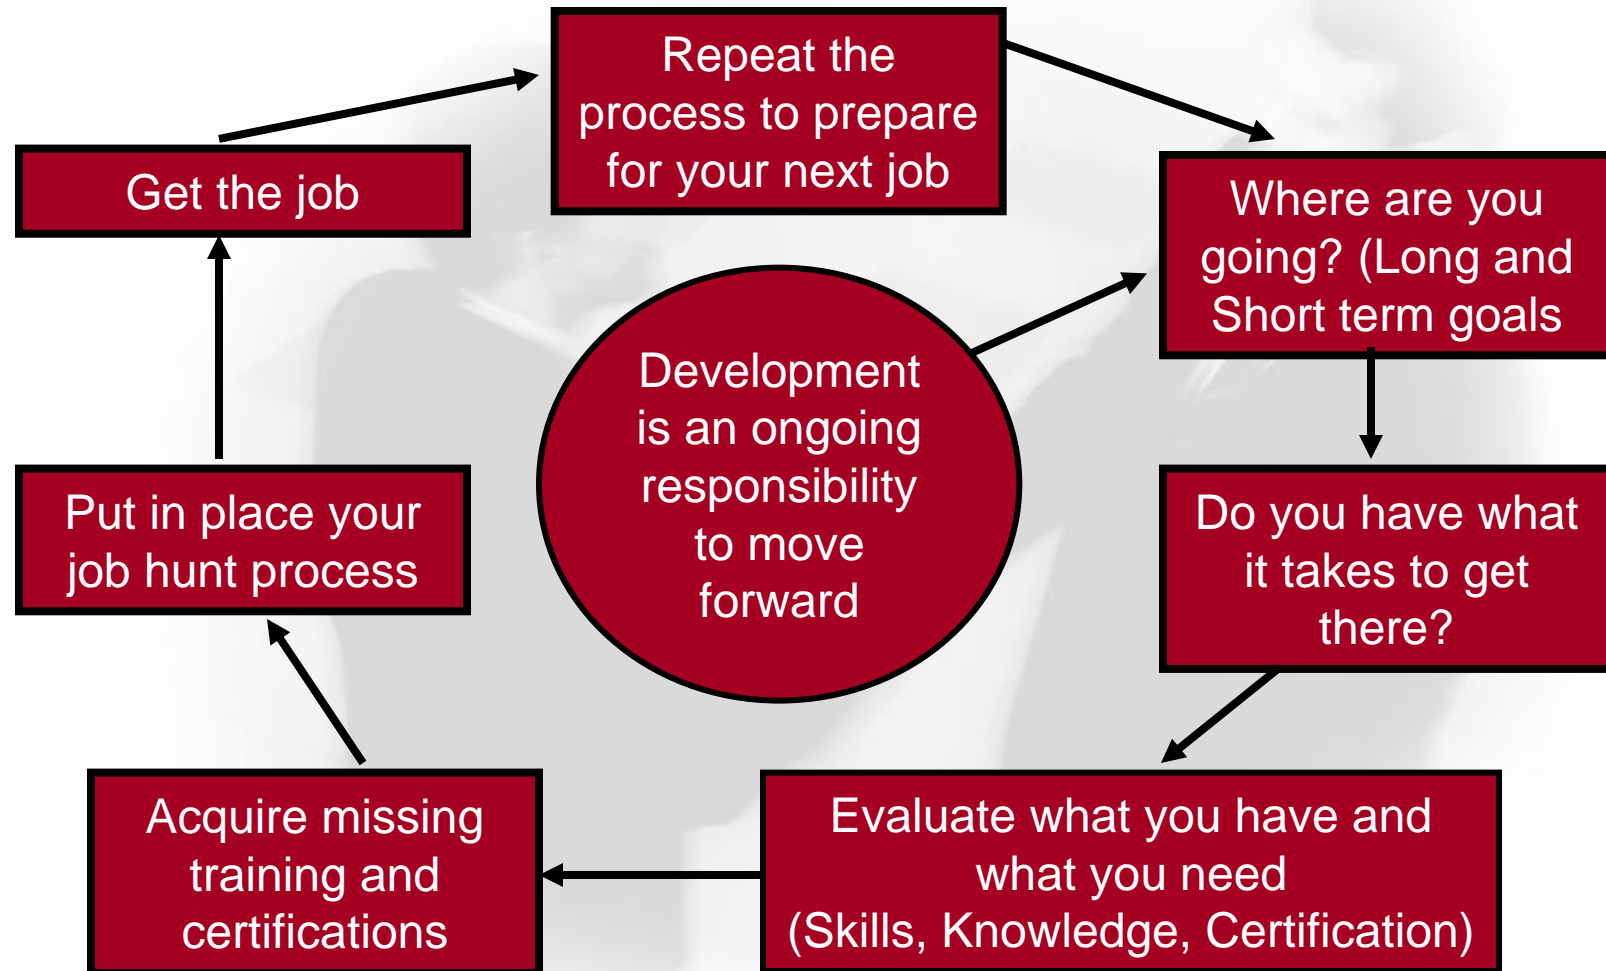 Repeat the
process to prepare
for your next job
Get the job
Where are you
going? (Long and
Short term goals
Development
is an ongoing
responsibility
to move
forward
Put in place your
job hunt process
Do you have what
it takes to get
there?
Acquire missing
training and
certifications
Evaluate what you have and
what you need
(Skills, Knowledge, Certification)